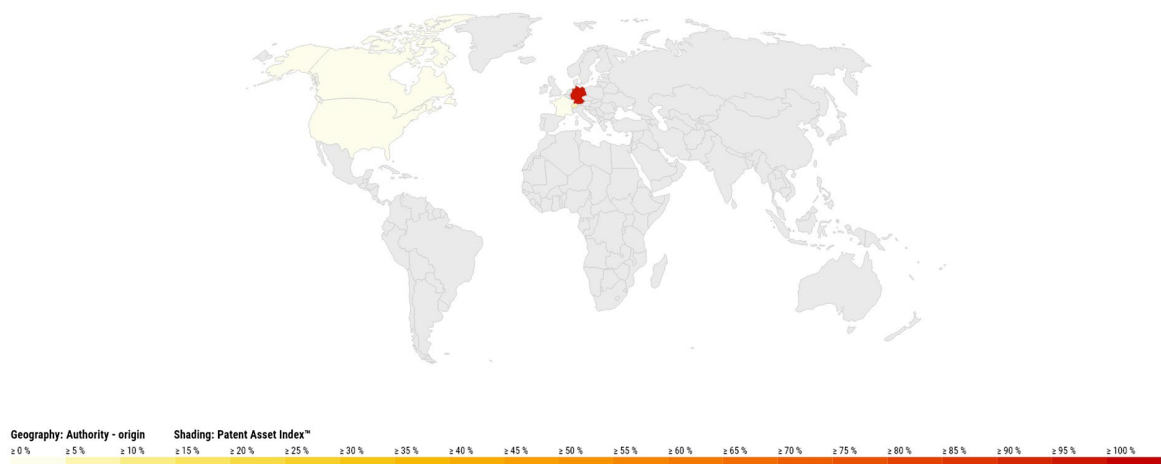 Geography: Authority - origin Shading: Patent Asset Index™
≥ 0 % ≥ 5 % ≥ 10 % ≥ 15 % ≥ 20 % ≥ 25 % ≥ 30 % ≥ 35 % ≥ 40 % ≥ 45 % ≥ 50 % ≥ 55 % ≥ 60 % ≥ 65 % ≥ 70 % ≥ 75 % ≥ 80 % ≥ 85 % ≥ 90 % ≥ 95 % ≥ 100 %